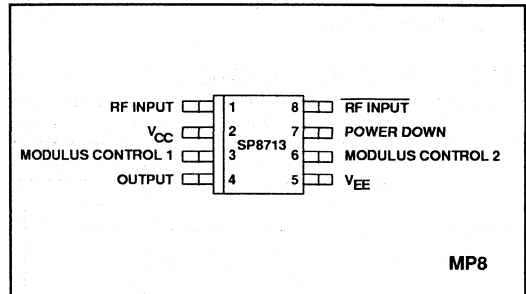 RF INPUT 1 8 RF INPUT
VCC 2 7 POWER DOWN
SP8713
MODULUS CONTROL 1 3 6 MODULUS CONTROL 2
OUTPUT 4 5 VEE
MP8